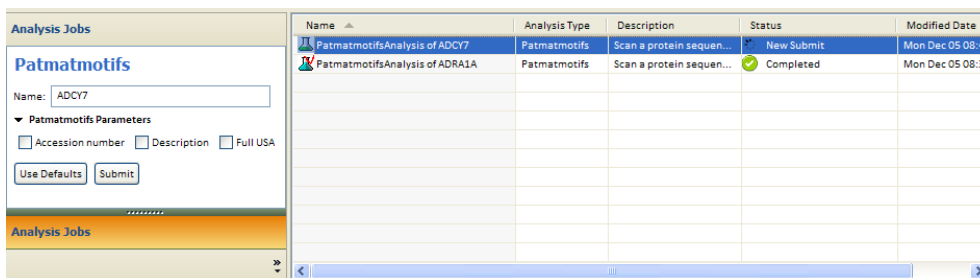 Analysis Jobs
Patmatmotifs
Name: ADCY7
Patmatmotifs Parameters
Accession number Description Full USA
Use Defaults Submit
Analysis Jobs
»
Name Analysis Type Description Status Modified Date
PatmatmotifsAnalysis of ADCY7 Patmatmotifs Scan a protein sequen... New Submit Mon Dec 05 08:
PatmatmotifsAnalysis of ADRA1A Patmatmotifs Scan a protein sequen... Completed Mon Dec 05 08: